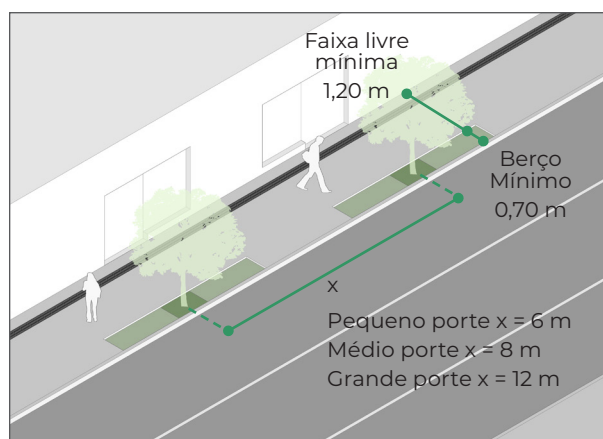 Faixa livre
mínima
1,20 m
Berço
Mínimo
0,70 m
x
Pequeno porte x = 6 m
Médio porte x = 8 m
Grande porte x = 12 m